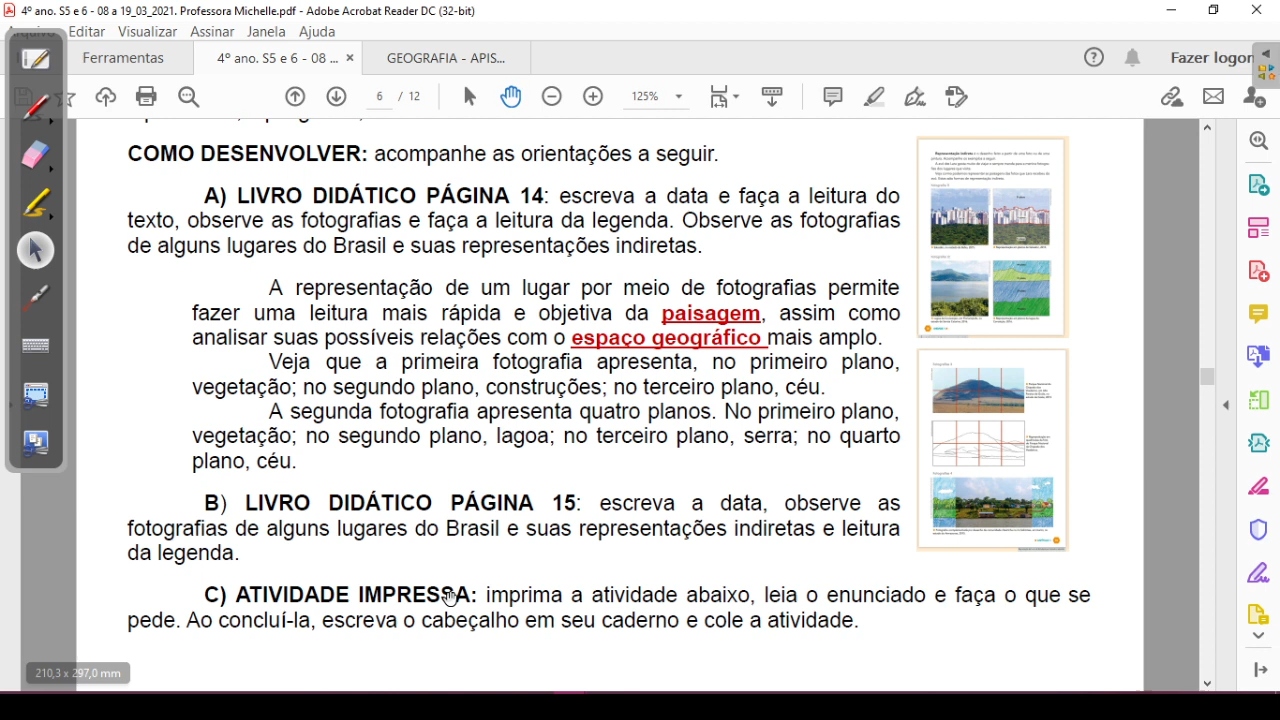 4º ano. S5 e 6 - 08 a 19_03_2021. Professora Michelle.pdf - Adobe Acrobat Reader DC (32-bit)
Arquivo Editar Visualizar Assinar Janela Ajuda
Ferramentas 4º ano. S5 e 6 - 08 ... × GEOGRAFIA - APIS... Fazer logon
6 / 12 125%
COMO DESENVOLVER: acompanhe as orientações a seguir.
A) LIVRO DIDÁTICO PÁGINA 14: escreva a data e faça a leitura do
texto, observe as fotografias e faça a leitura da legenda. Observe as fotografias
de alguns lugares do Brasil e suas representações indiretas.
A representação de um lugar por meio de fotografias permite
fazer uma leitura mais rápida e objetiva da paisagem, assim como
analisar suas possíveis relações com o espaço geográfico mais amplo.
Veja que a primeira fotografia apresenta, no primeiro plano,
vegetação; no segundo plano, construções; no terceiro plano, céu.
A segunda fotografia apresenta quatro planos. No primeiro plano,
vegetação; no segundo plano, lagoa; no terceiro plano, serra; no quarto
plano, céu.
B) LIVRO DIDÁTICO PÁGINA 15: escreva a data, observe as
fotografias de alguns lugares do Brasil e suas representações indiretas e leitura
da legenda.
C) ATIVIDADE IMPRESSA: imprima a atividade abaixo, leia o enunciado e faça o que se
pede. Ao concluí-la, escreva o cabeçalho em seu caderno e cole a atividade.
210,3 x 297,0 mm